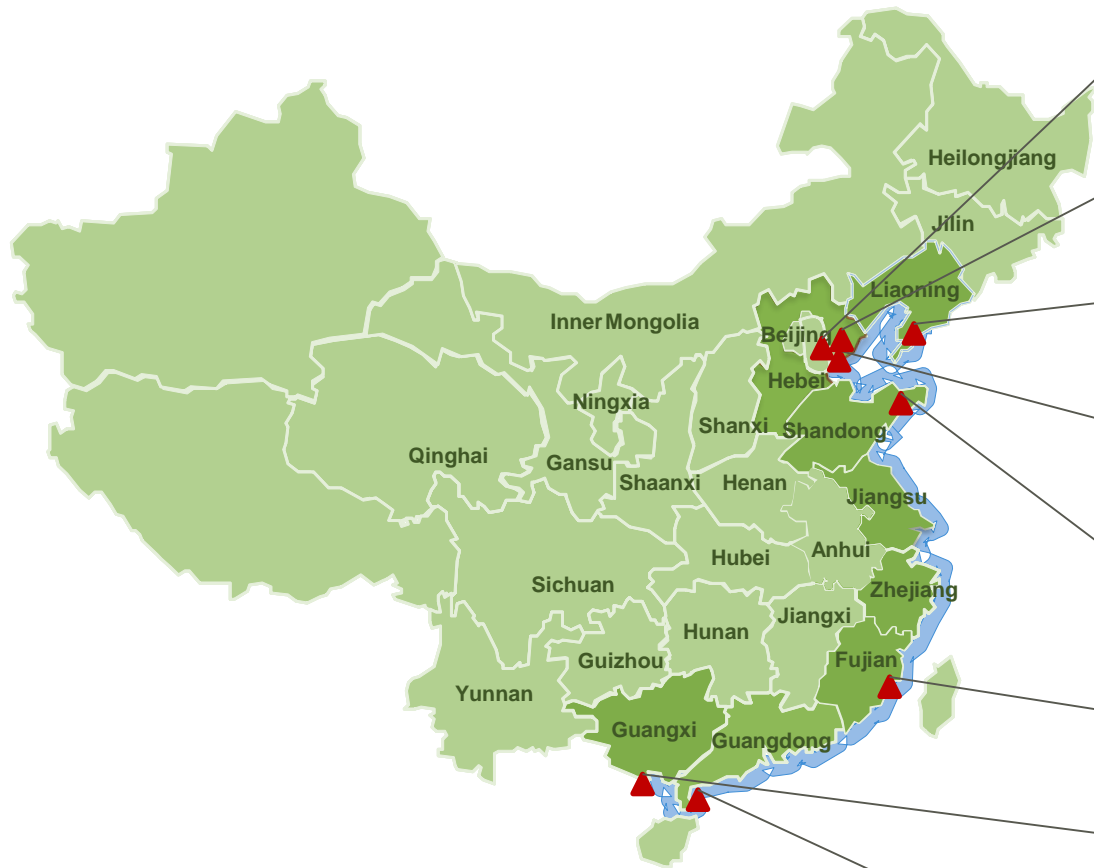 Heilongjiang
Jilin
Liaoning
Inner Mongolia
Beijing
Hebei
Ningxia
Shanxi
Shandong
Qinghai
Gansu
Shaanxi
Henan
Jiangsu
Hubei
Anhui
Sichuan
Zhejiang
Jiangxi
Hunan
Guizhou
Fujian
Yunnan
Guangxi
Guangdong